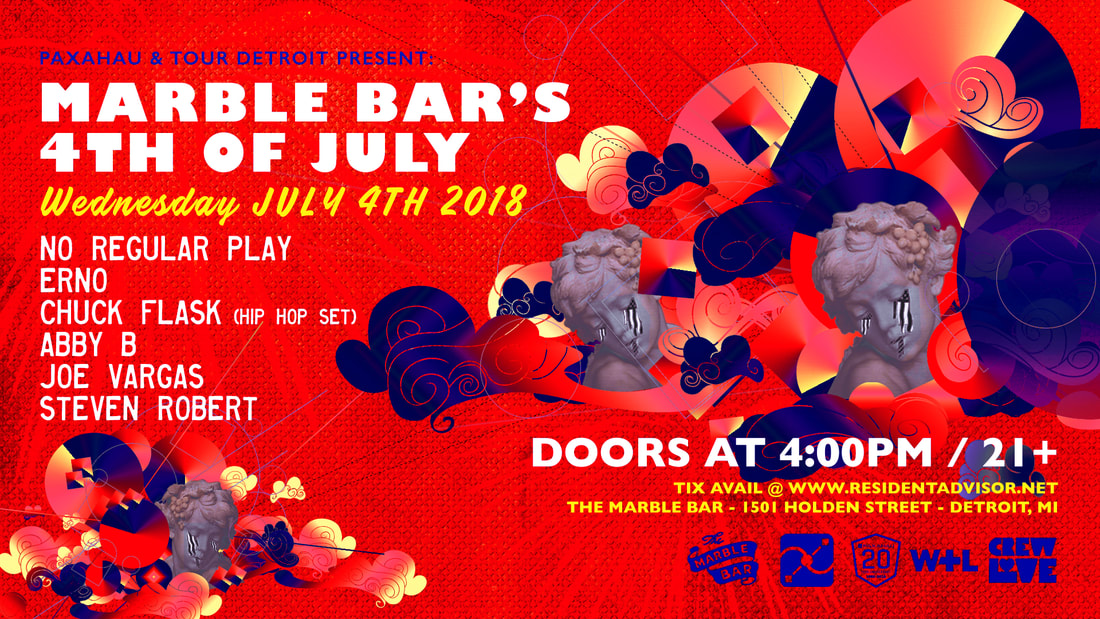 PAXAHAU & TOUR DETROIT PRESENT:
MARBLE BAR'S
4TH OF JULY
Wednesday JULY 4TH 2018
NO REGULAR PLAY
ERNO
CHUCK FLASK (HIP HOP SET)
ABBY B
JOE VARGAS
STEVEN ROBERT
DOORS AT 4:00PM / 21+
TIX AVAIL @ WWW.RESIDENTADVISOR.NET
THE MARBLE BAR - 1501 HOLDEN STREET - DETROIT, MI
THE
MARBLE
BAR
20
W+L
CREW
LOVE